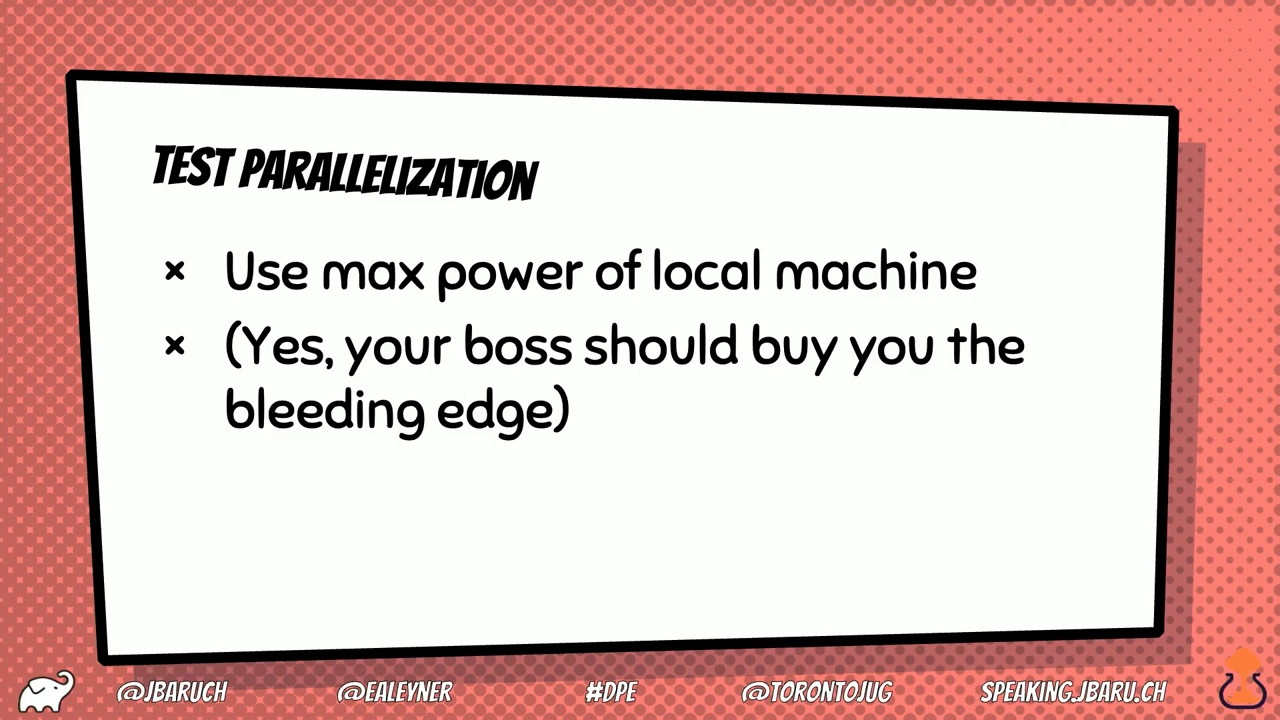 TEST PARALLELIZATION
× Use max power of local machine
× (Yes, your boss should buy you the
bleeding edge)
@JBARUCH @EALEYNER #DPE @TORONTOJUG SPEAKING.JBARU.CH